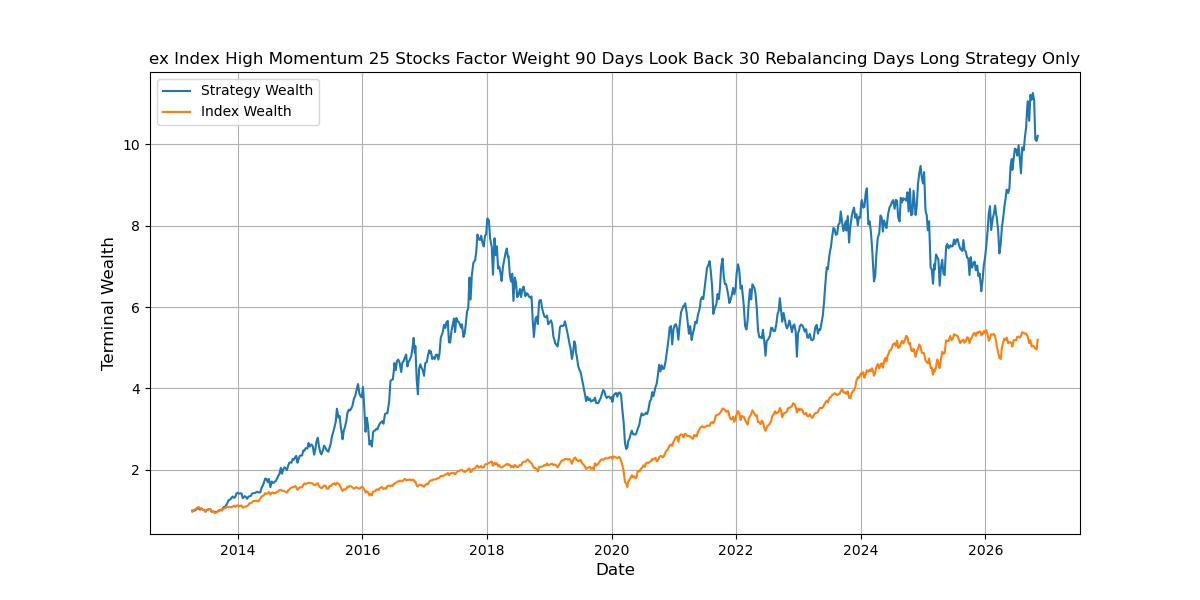 ex Index High Momentum 25 Stocks Factor Weight 90 Days Look Back 30 Rebalancing Days Long Strategy Only
Strategy Wealth
Index Wealth
10
8
6
4
2
Terminal Wealth
2014 2016 2018 2020 2022 2024 2026
Date